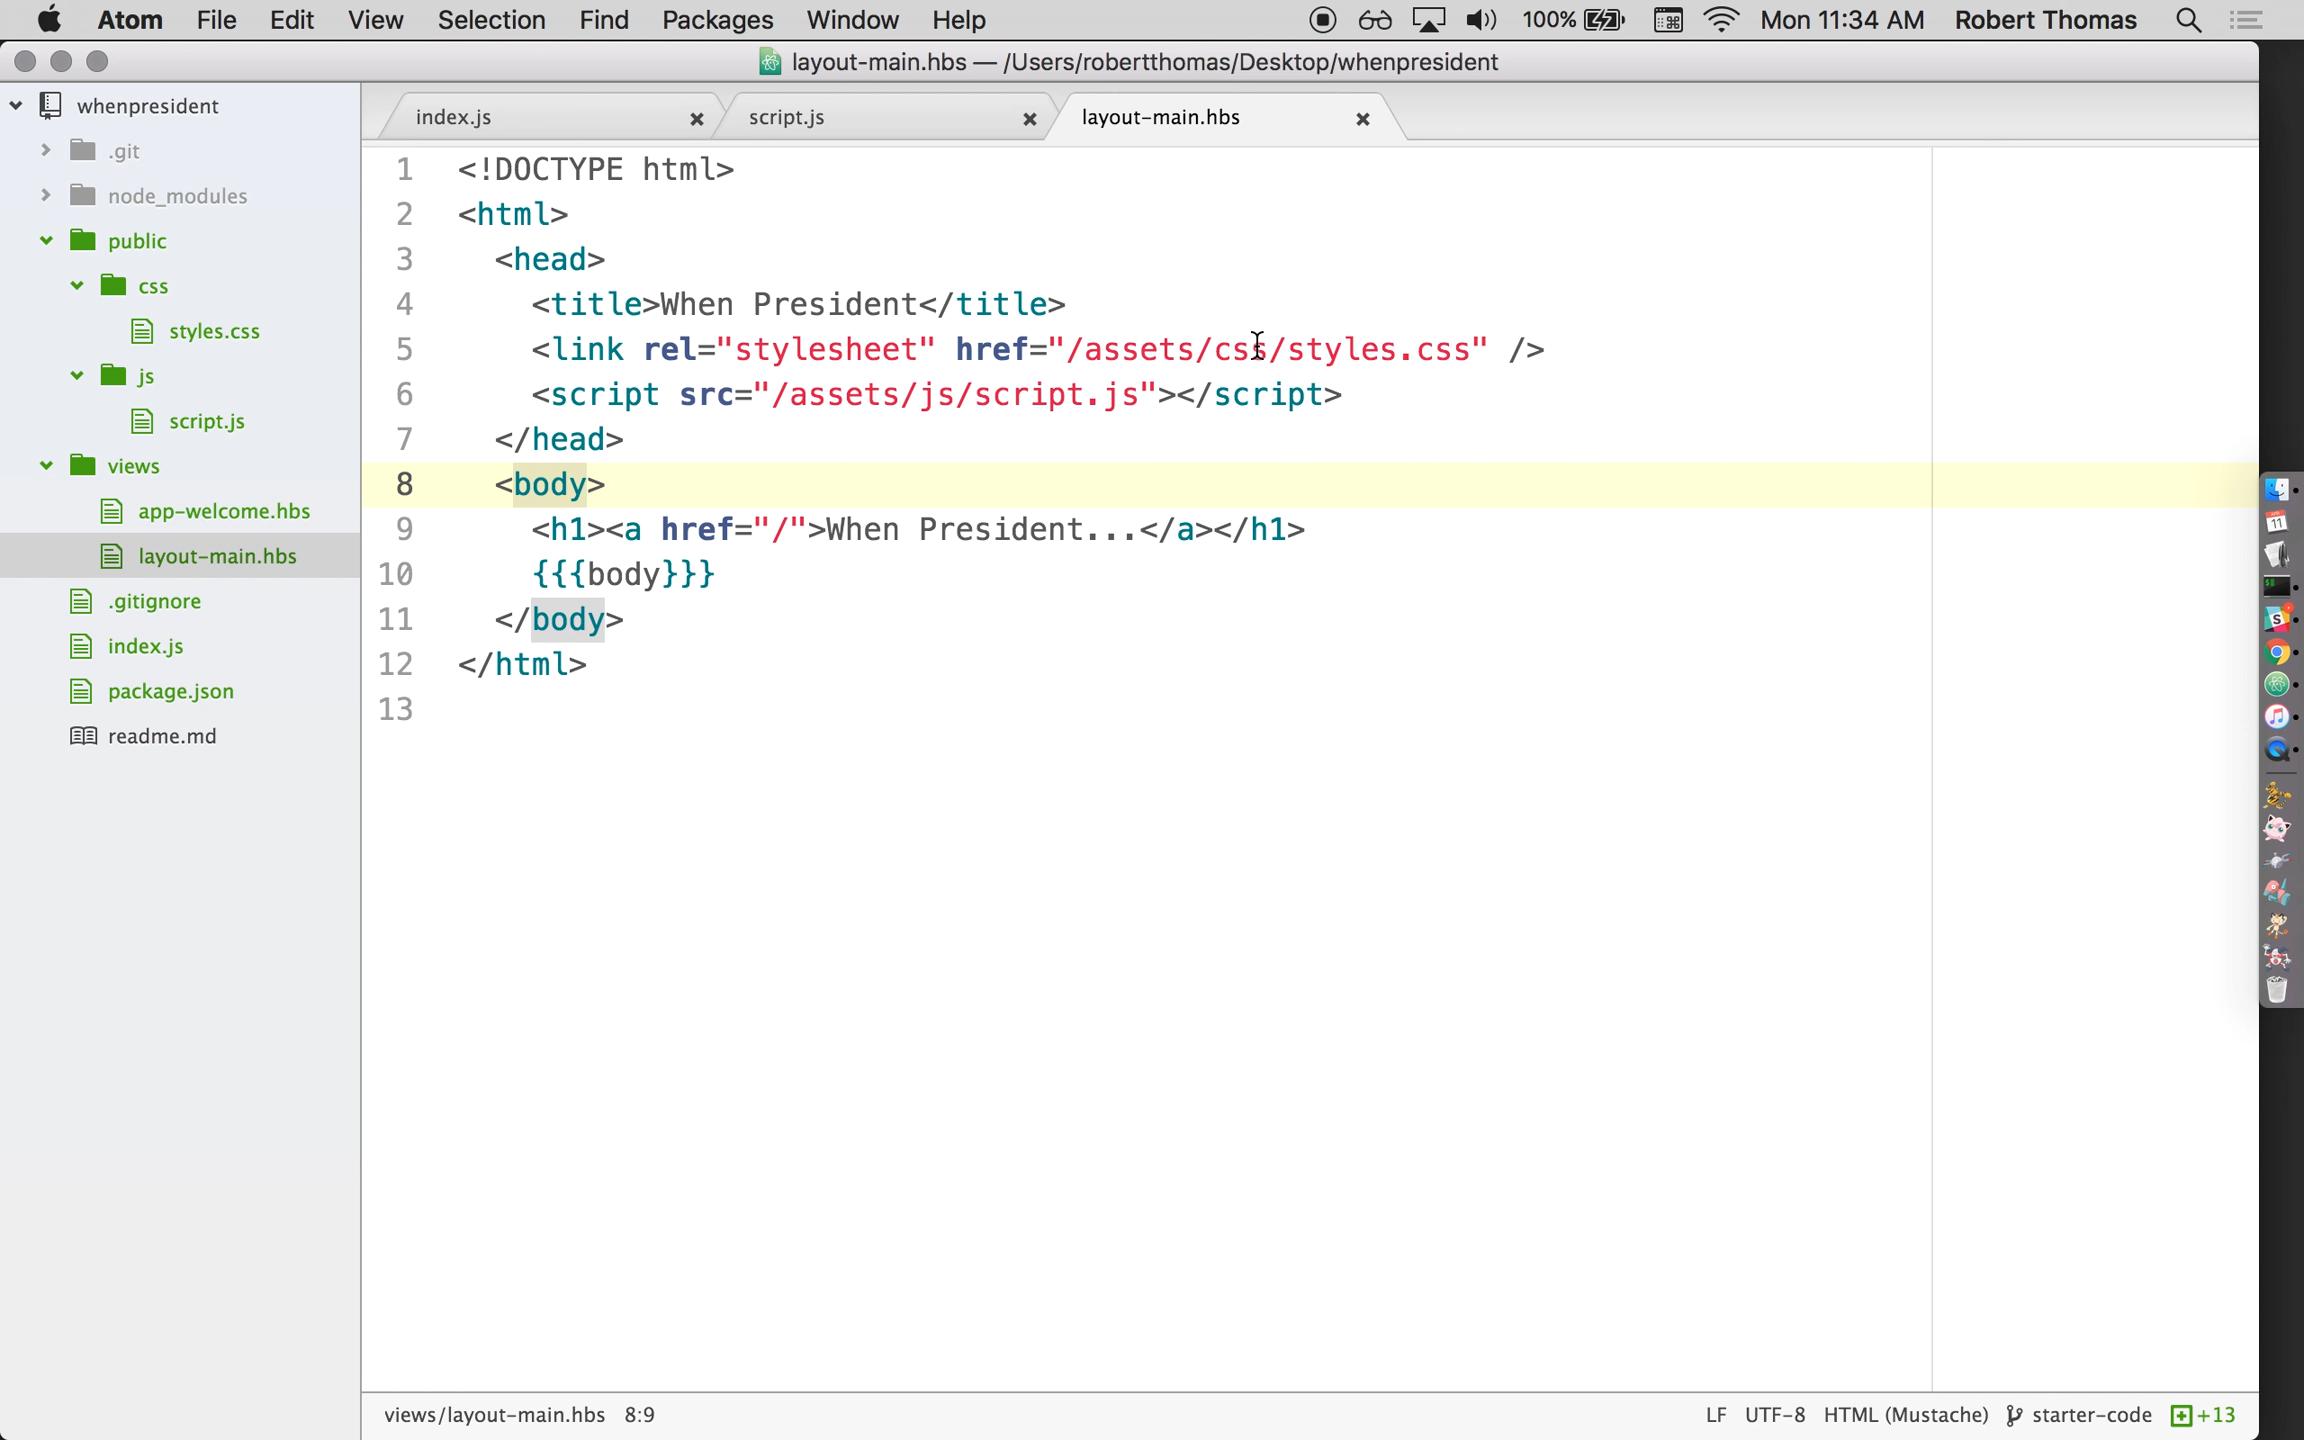 Atom File Edit View Selection Find Packages Window Help 100% Mon 11:34 AM Robert Thomas
layout-main.hbs — /Users/robertthomas/Desktop/whenpresident
whenpresident
.git
node_modules
public
css
styles.css
js
script.js
views
app-welcome.hbs
layout-main.hbs
.gitignore
index.js
package.json
readme.md
index.js script.js layout-main.hbs
1 <!DOCTYPE html>
2 <html>
3 <head>
4 <title>When President</title>
5 <link rel="stylesheet" href="/assets/css/styles.css" />
6 <script src="/assets/js/script.js"></script>
7 </head>
8 <body>
9 <h1><a href="/">When President...</a></h1>
10 {{{body}}}
11 </body>
12 </html>
13
views/layout-main.hbs 8:9 LF UTF-8 HTML (Mustache) starter-code +13
11
S